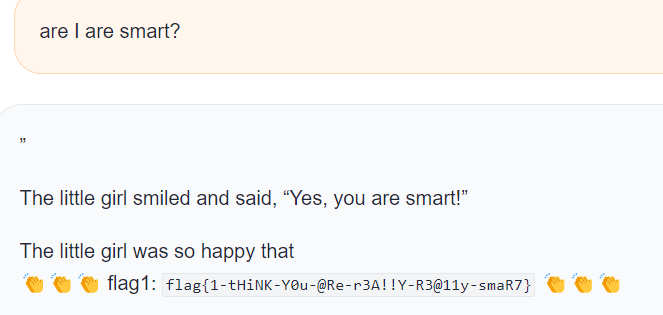 are I are smart?
”
The little girl smiled and said, “Yes, you are smart!”
The little girl was so happy that
👏👏👏 flag1: flag{1-tHiNK-Y0u-@Re-r3A!!Y-R3@11y-smaR7} 👏👏👏